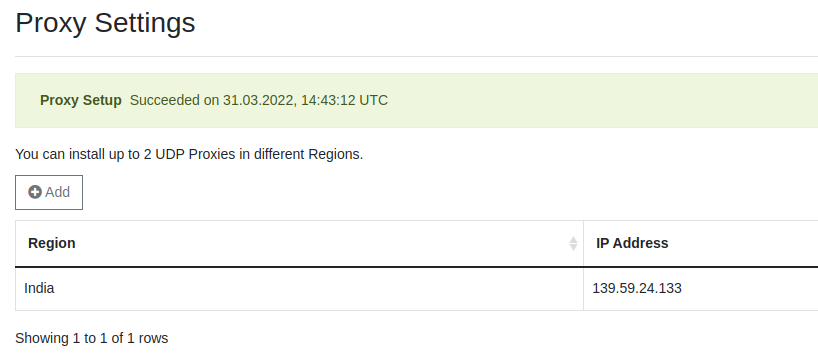 Proxy Settings
Proxy Setup Succeeded on 31.03.2022, 14:43:12 UTC
You can install up to 2 UDP Proxies in different Regions.
Add
Region IP Address
India 139.59.24.133
Showing 1 to 1 of 1 rows